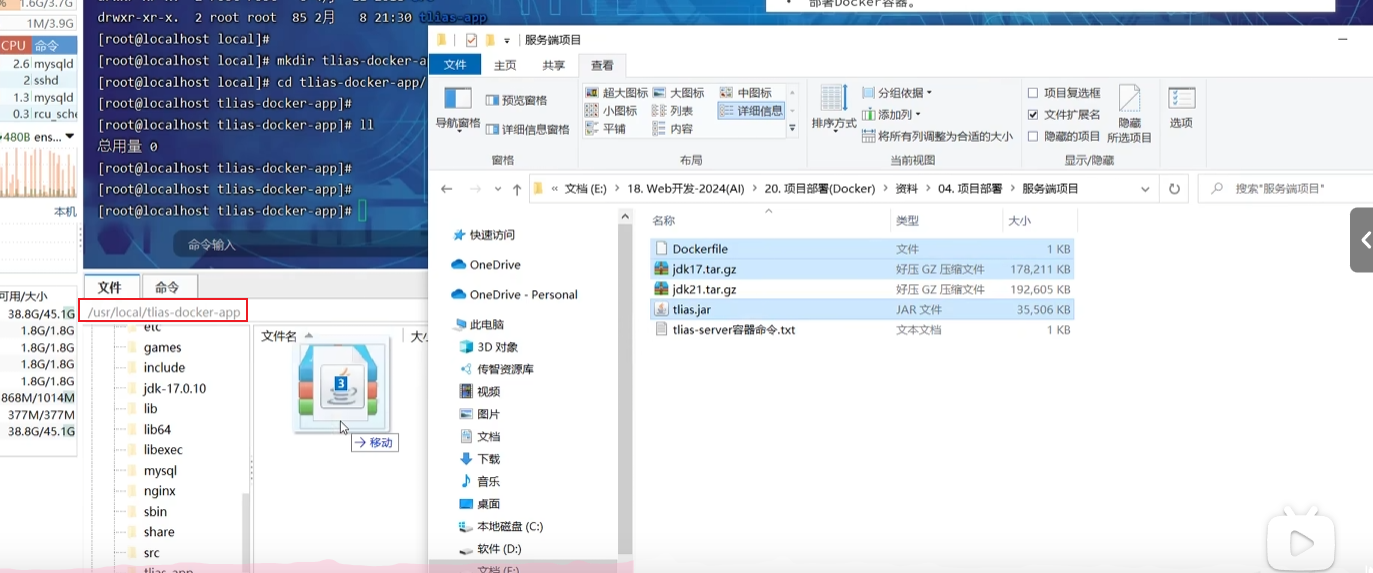 1.6G/3.7G
1M/3.9G
CPU 命令
2.6 mysqld
2 sshd
1.3 mysqld
0.3 rcu_sche
480B ens... ▼
本机
可用/大小
38.8G/45.1G
1.8G/1.8G
1.8G/1.8G
1.8G/1.8G
868M/1014M
377M/377M
38.8G/45.1G
drwxr-xr-x. 2 root root 85 2月 8 21:30 tlias-app
[root@localhost local]#
[root@localhost local]# mkdir tlias-docker-a
[root@localhost local]# cd tlias-docker-app/
[root@localhost tlias-docker-app]#
[root@localhost tlias-docker-app]# ll
总用量 0
[root@localhost tlias-docker-app]#
[root@localhost tlias-docker-app]#
[root@localhost tlias-docker-app]#
命令输入
文件 命令
/usr/local/tlias-docker-app
etc
games
include
jdk-17.0.10
lib
lib64
libexec
mysql
nginx
sbin
share
src
tlias-app
文件名
大小
3
移动
• 部署Docker容器。
服务端项目
文件 主页 共享 查看
导航窗格
预览窗格
详细信息窗格
窗格
超大图标 大图标 中图标
小图标 列表 详细信息
平铺 内容
布局
排序方式
分组依据
添加列
将所有列调整为合适的大小
当前视图
项目复选框
文件扩展名
隐藏的项目
隐藏
所选项目
显示/隐藏
选项
« 文档 (E:) › 18. Web开发-2024(AI) › 20. 项目部署(Docker) › 资料 › 04. 项目部署 › 服务端项目
搜索"服务端项目"
快速访问
OneDrive
OneDrive - Personal
此电脑
3D 对象
传智资源库
视频
图片
文档
下载
音乐
桌面
本地磁盘 (C:)
软件 (D:)
文档 (E:)
名称 类型 大小
Dockerfile 文件 1 KB
jdk17.tar.gz 好压 GZ 压缩文件 178,211 KB
jdk21.tar.gz 好压 GZ 压缩文件 192,605 KB
tlias.jar JAR 文件 35,506 KB
tlias-server容器命令.txt 文本文档 1 KB